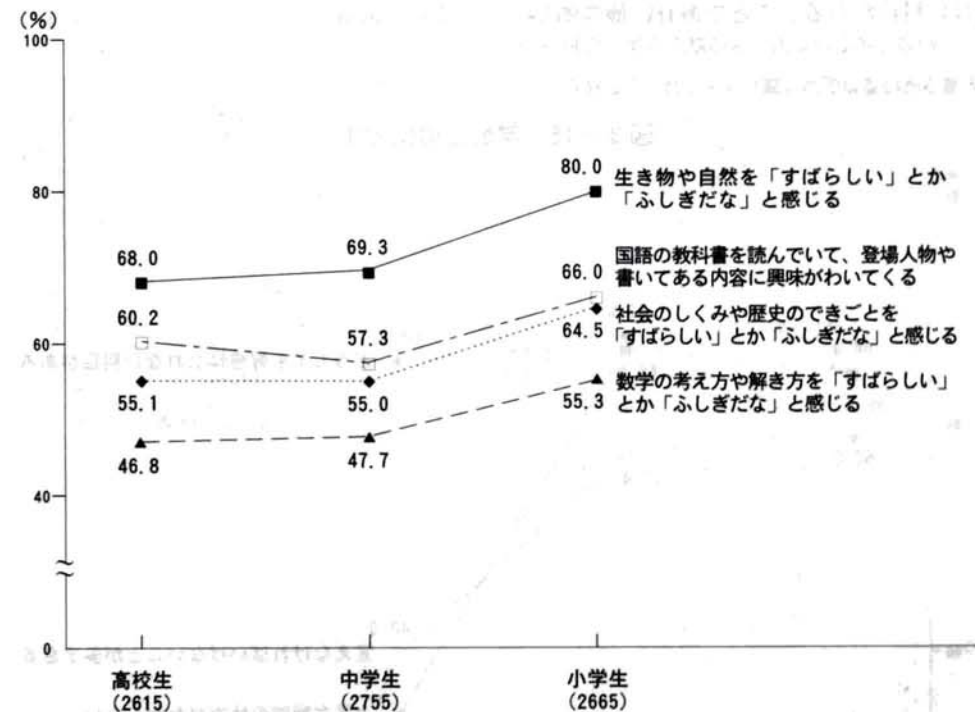 (%)
100
80
60
40
0
80.0
生き物や自然を「すばらしい」とか
「ふしぎだな」と感じる
68.0
69.3
国語の教科書を読んでいて、登場人物や
書いてある内容に興味がわいてくる
66.0
60.2
57.3
社会のしくみや歴史のできごとを
「すばらしい」とか「ふしぎだな」と感じる
64.5
55.1
55.0
数学の考え方や解き方を「すばらしい」
とか「ふしぎだな」と感じる
55.3
46.8
47.7
高校生
(2615)
中学生
(2755)
小学生
(2665)